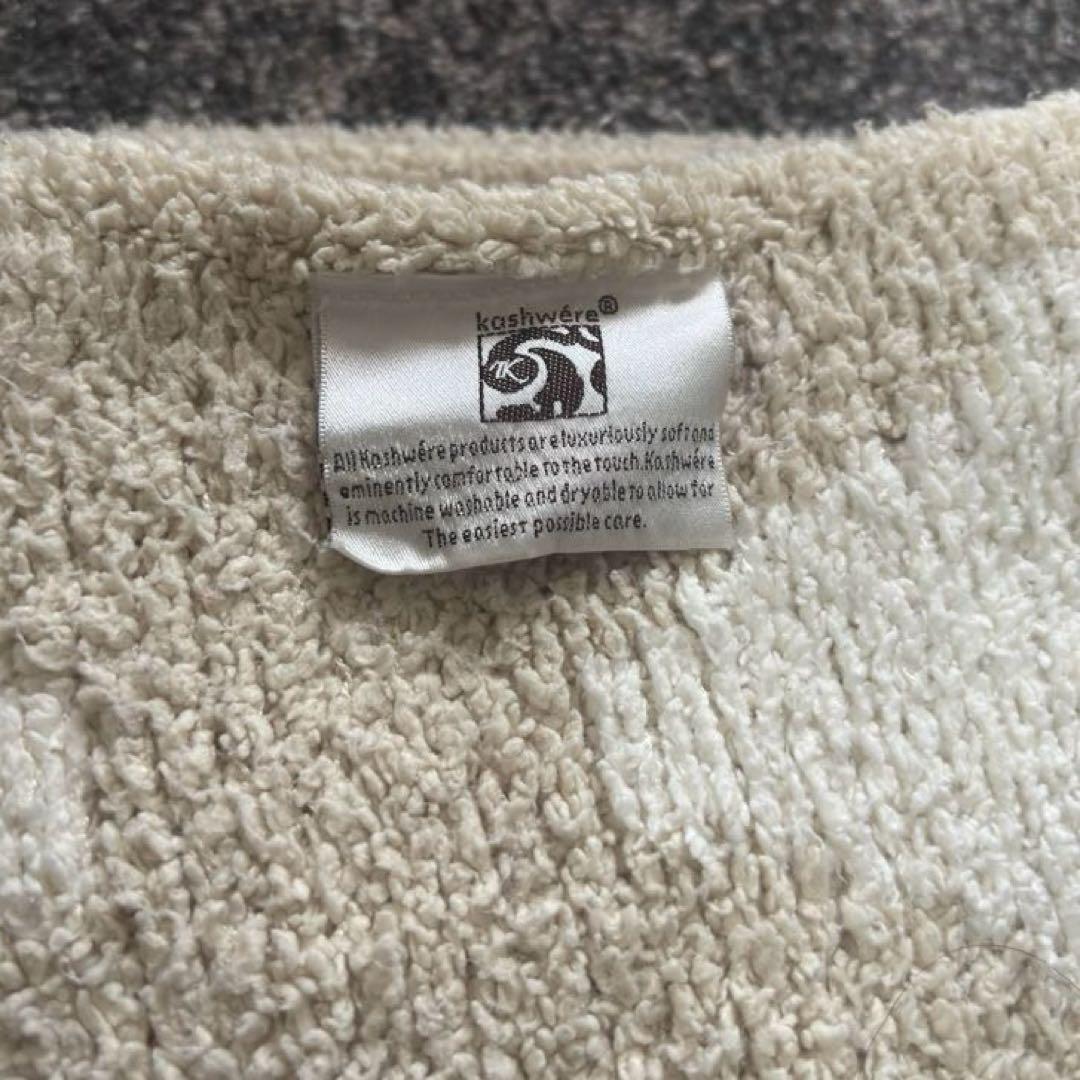 kashwére®
TK
All Kashwére products are luxuriously soft and
eminently comfortable to the touch. Kashwére
is machine washable and dryable to allow for
The easiest possible care.